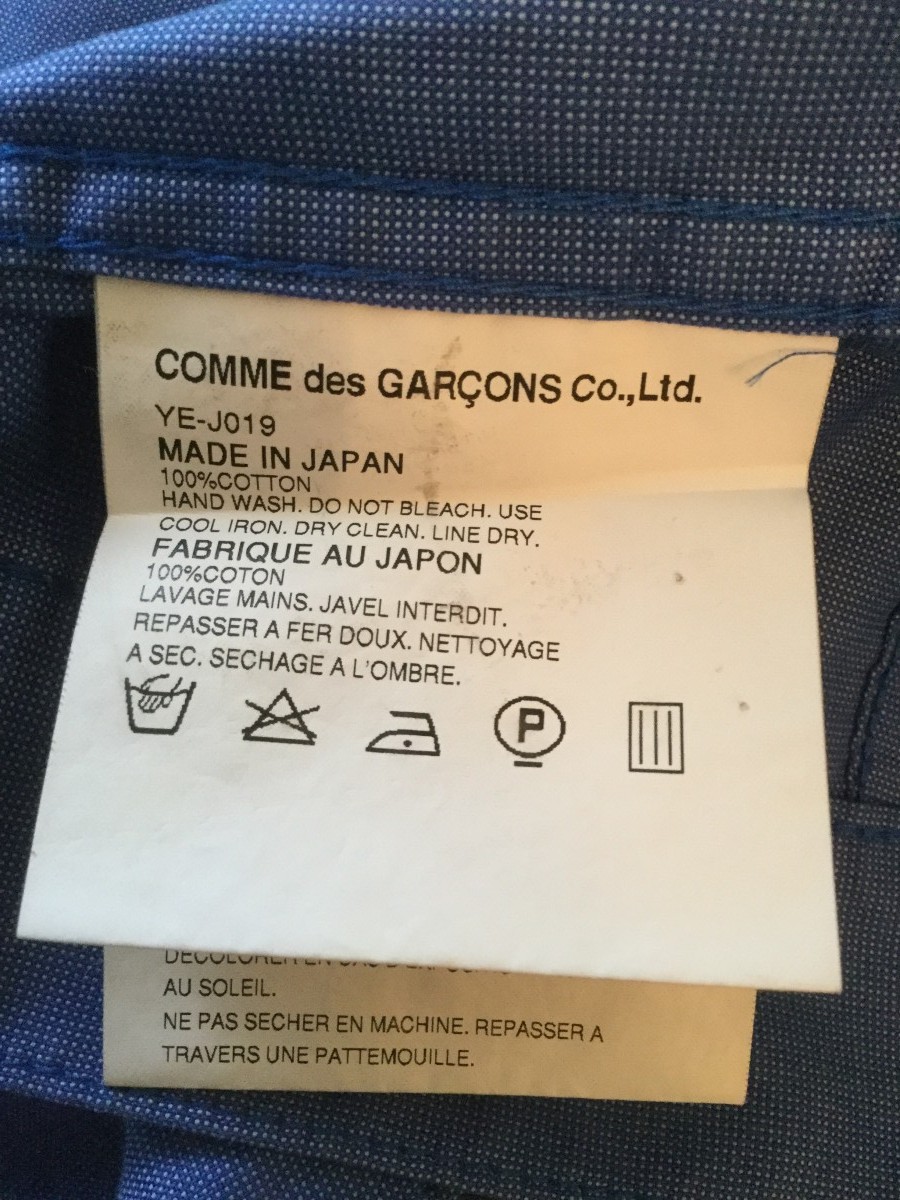 COMME des GARÇONS Co.,Ltd.
YE-J019
MADE IN JAPAN
100%COTTON
HAND WASH. DO NOT BLEACH. USE
COOL IRON. DRY CLEAN. LINE DRY.
FABRIQUE AU JAPON
100%COTON
LAVAGE MAINS. JAVEL INTERDIT.
REPASSER A FER DOUX. NETTOYAGE
A SEC. SECHAGE A L'OMBRE.
P
AU SOLEIL.
NE PAS SECHER EN MACHINE. REPASSER A
TRAVERS UNE PATTEMOUILLE.